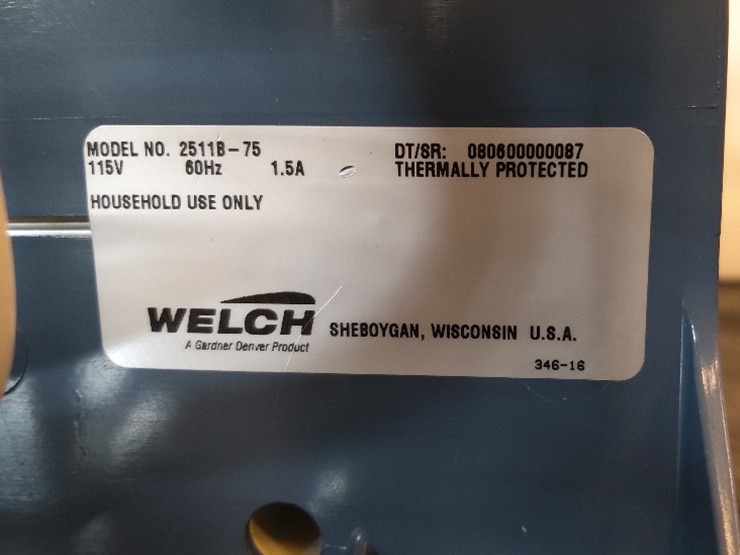 MODEL NO. 2511B-75 DT/SR: 080600000087
115V 60Hz 1.5A THERMALLY PROTECTED
HOUSEHOLD USE ONLY
WELCH SHEBOYGAN, WISCONSIN U.S.A.
A Gardner Denver Product
346-16